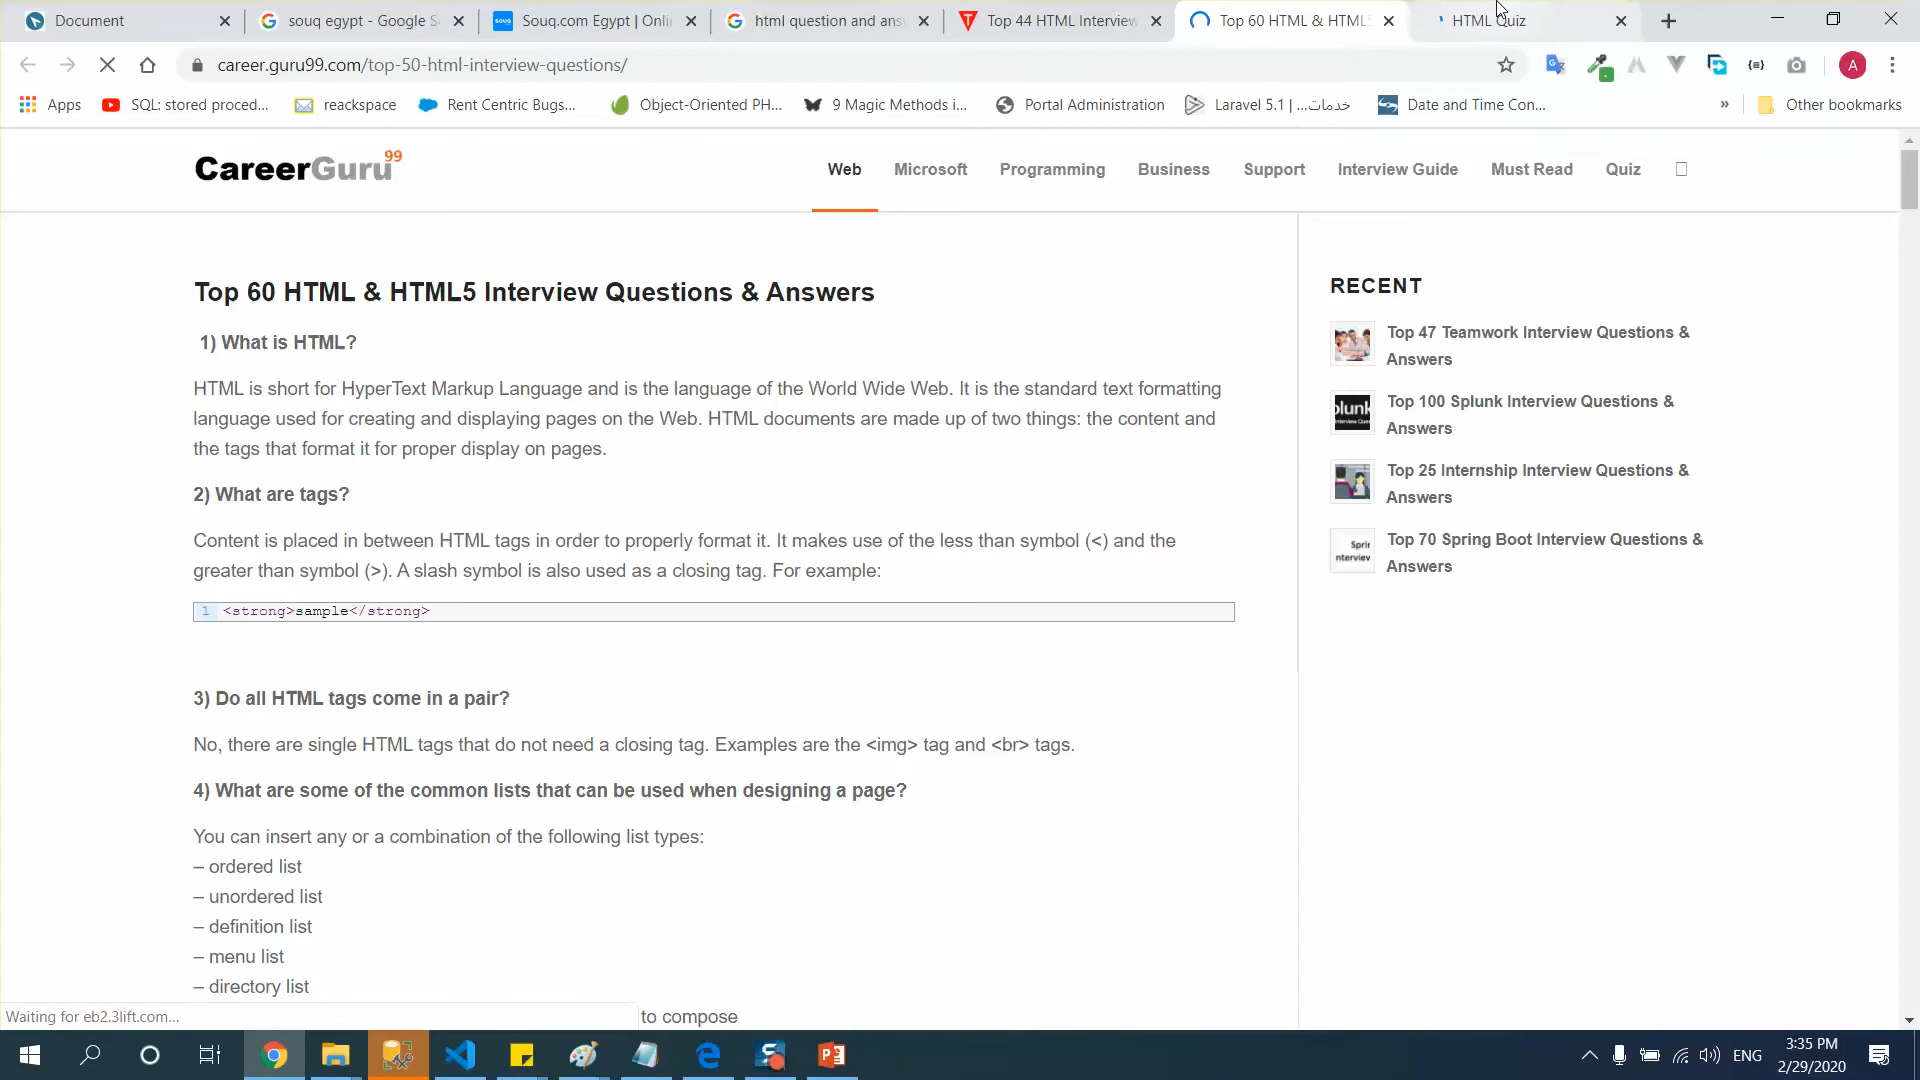 Document
souq egypt - Google S
Souq.com Egypt | Onli
html question and ans
Top 44 HTML Interview
Top 60 HTML & HTML5
HTML Quiz
career.guru99.com/top-50-html-interview-questions/
A
Apps
SQL: stored proced...
reackspace
Rent Centric Bugs...
Object-Oriented PH...
9 Magic Methods i...
Portal Administration
Laravel 5.1 | ...خدمات
Date and Time Con...
»
Other bookmarks
CareerGuru99
Web
Microsoft
Programming
Business
Support
Interview Guide
Must Read
Quiz
Top 60 HTML & HTML5 Interview Questions & Answers
1) What is HTML?
HTML is short for HyperText Markup Language and is the language of the World Wide Web. It is the standard text formatting
language used for creating and displaying pages on the Web. HTML documents are made up of two things: the content and
the tags that format it for proper display on pages.
2) What are tags?
Content is placed in between HTML tags in order to properly format it. It makes use of the less than symbol (<) and the
greater than symbol (>). A slash symbol is also used as a closing tag. For example:
1 <strong>sample</strong>
3) Do all HTML tags come in a pair?
No, there are single HTML tags that do not need a closing tag. Examples are the <img> tag and <br> tags.
4) What are some of the common lists that can be used when designing a page?
You can insert any or a combination of the following list types:
– ordered list
– unordered list
– definition list
– menu list
– directory list
to compose
RECENT
Top 47 Teamwork Interview Questions &
Answers
Top 100 Splunk Interview Questions &
Answers
Top 25 Internship Interview Questions &
Answers
Top 70 Spring Boot Interview Questions &
Answers
Waiting for eb2.3lift.com...
ENG
3:35 PM
2/29/2020